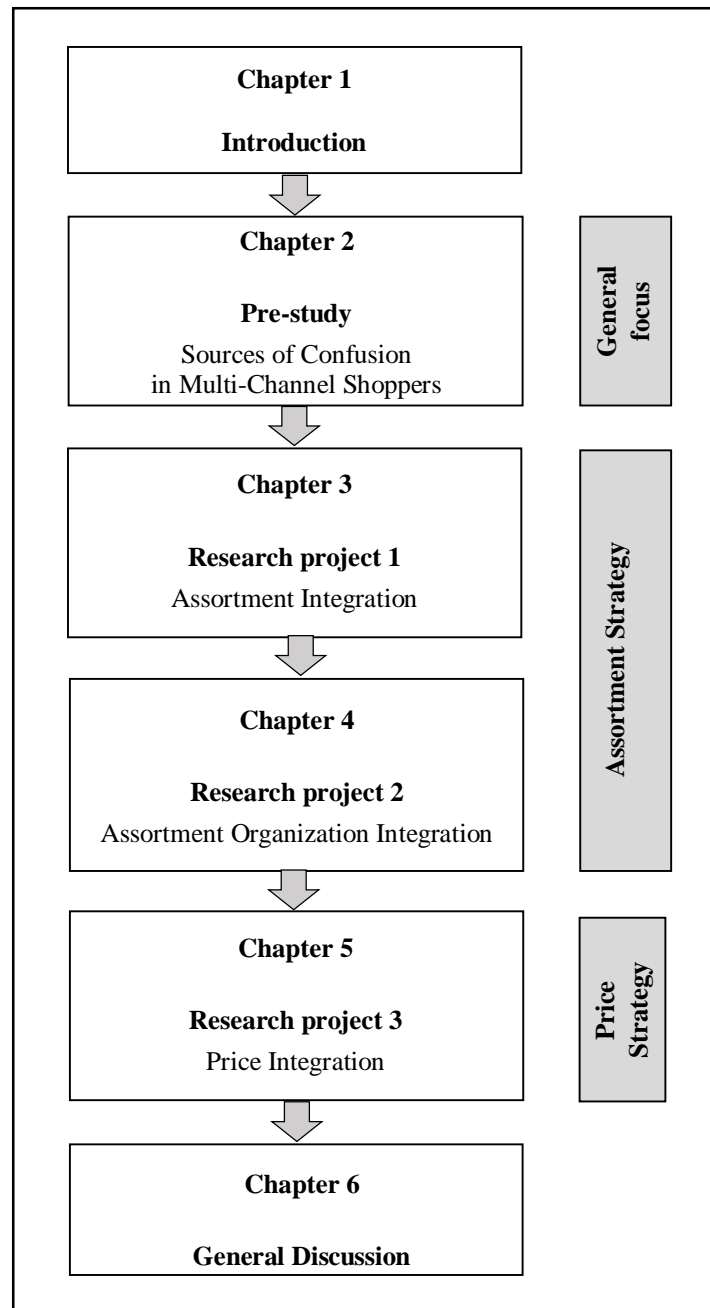 Chapter 1
Introduction
Chapter 2
Pre-study
Sources of Confusion
in Multi-Channel Shoppers
General
focus
Chapter 3
Research project 1
Assortment Integration
Chapter 4
Research project 2
Assortment Organization Integration
Assortment Strategy
Chapter 5
Research project 3
Price Integration
Price
Strategy
Chapter 6
General Discussion